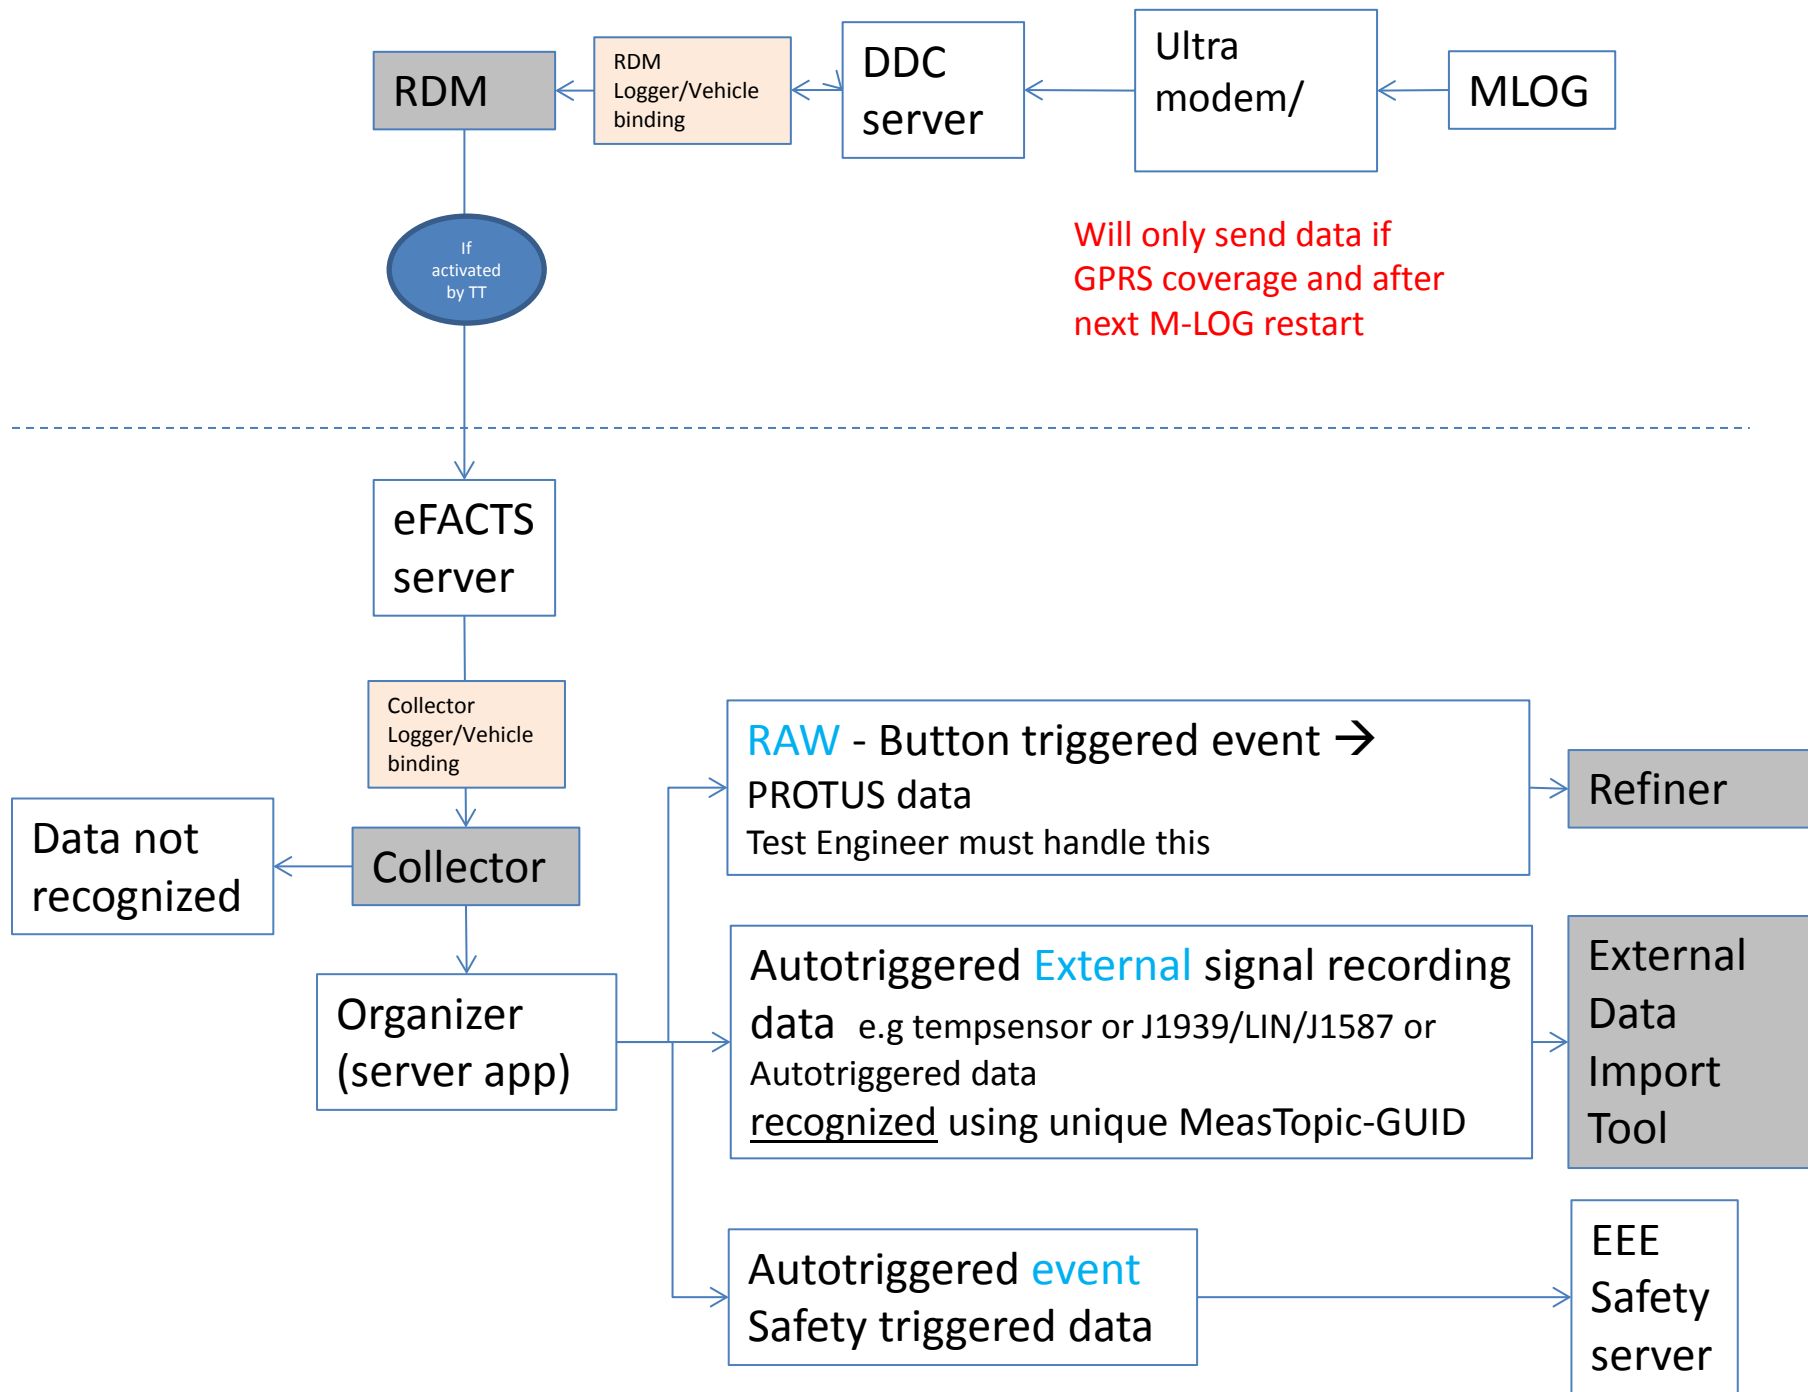 RDM
RDM
Logger/Vehicle
binding
DDC
server
Ultra
modem/
MLOG
If
activated
by TT
Will only send data if
GPRS coverage and after
next M-LOG restart
eFACTS
server
Collector
Logger/Vehicle
binding
Data not
recognized
Collector
Organizer
(server app)
RAW - Button triggered event →
PROTUS data
Test Engineer must handle this
Refiner
Autotriggered External signal recording
data e.g tempsensor or J1939/LIN/J1587 or
Autotriggered data
recognized using unique MeasTopic-GUID
External
Data
Import
Tool
Autotriggered event
Safety triggered data
EEE
Safety
server